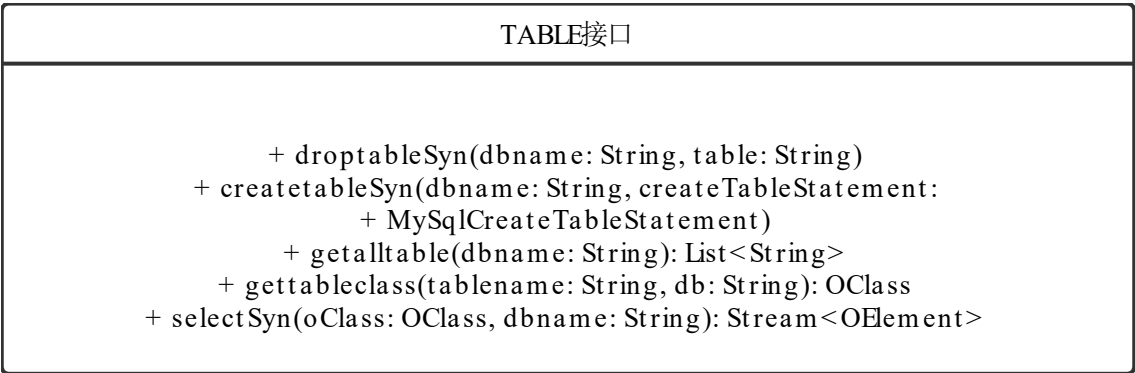 TABLE接口
+ droptableSyn(dbname: String, table: String)
+ createtableSyn(dbname: String, createTableStatement:
+ MySqlCreateTableStatement)
+ getalltable(dbname: String): List<String>
+ gettableclass(tablename: String, db: String): OClass
+ selectSyn(oClass: OClass, dbname: String): Stream<OElement>